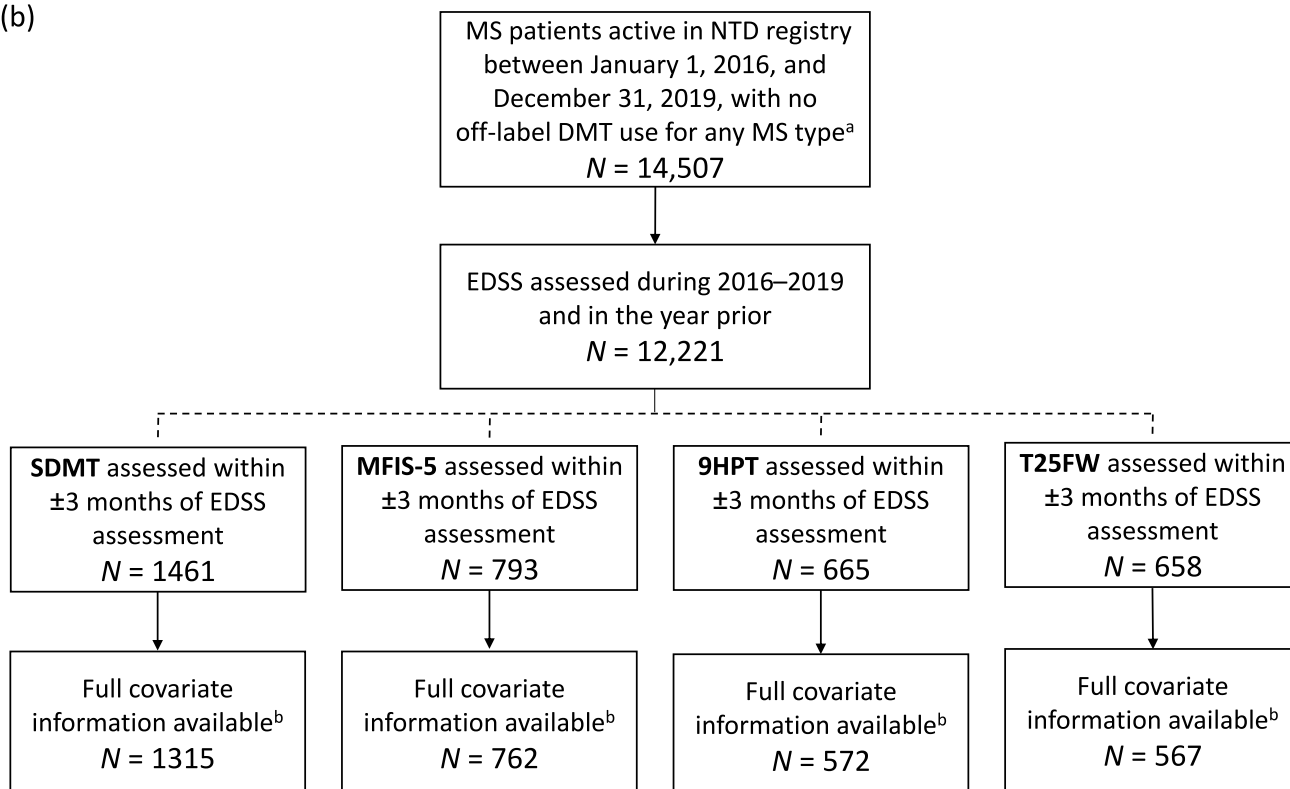 (b)
MS patients active in NTD registry
between January 1, 2016, and
December 31, 2019, with no
off-label DMT use for any MS typeᵃ
N = 14,507
EDSS assessed during 2016–2019
and in the year prior
N = 12,221
SDMT assessed within
±3 months of EDSS
assessment
N = 1461
MFIS-5 assessed within
±3 months of EDSS
assessment
N = 793
9HPT assessed within
±3 months of EDSS
assessment
N = 665
T25FW assessed within
±3 months of EDSS
assessment
N = 658
Full covariate
information availableᵇ
N = 1315
Full covariate
information availableᵇ
N = 762
Full covariate
information availableᵇ
N = 572
Full covariate
information availableᵇ
N = 567